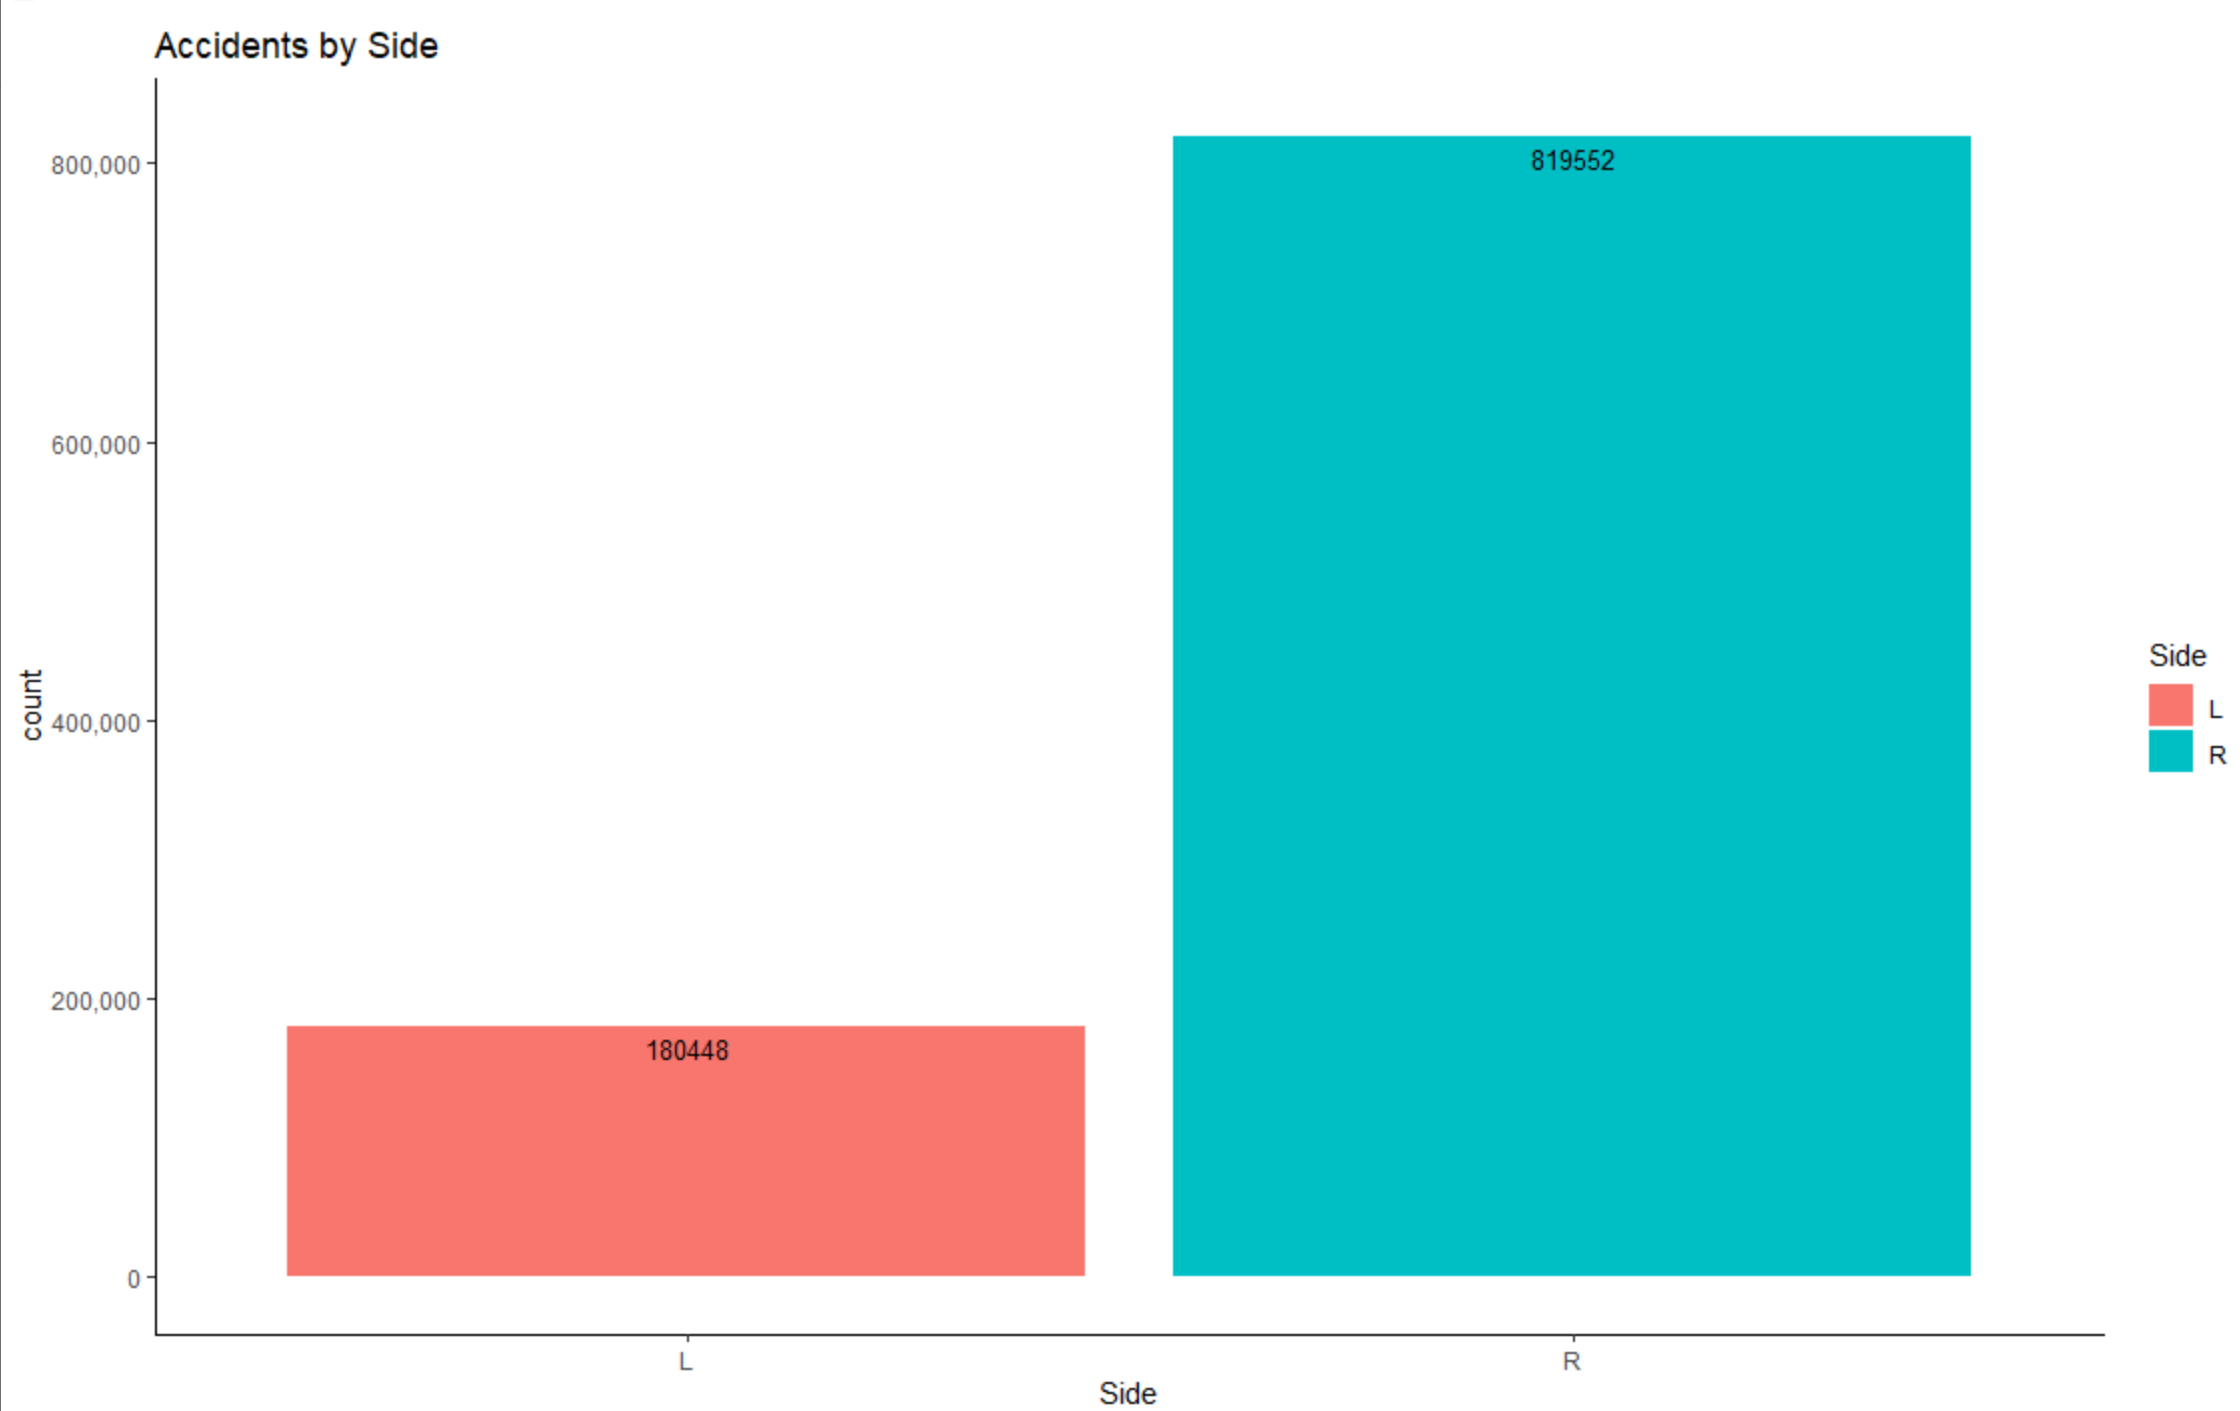 Accidents by Side
800,000
600,000
400,000
200,000
0
count
819552
180448
L
R
Side
Side
L
R